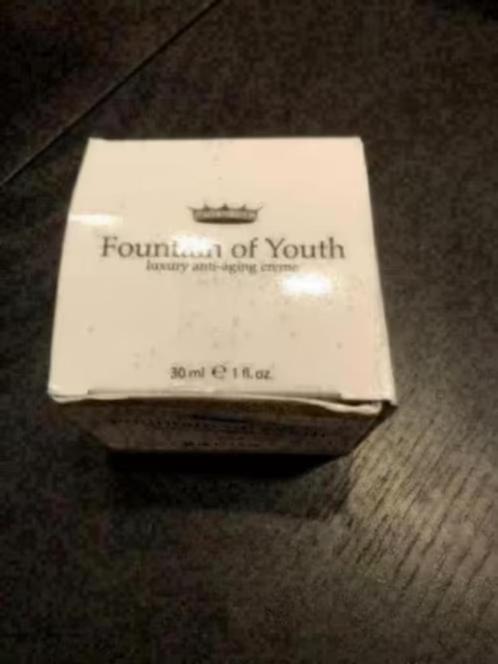 Fountain of Youth
luxury anti-aging creme
30 ml ℮ 1 fl. oz.